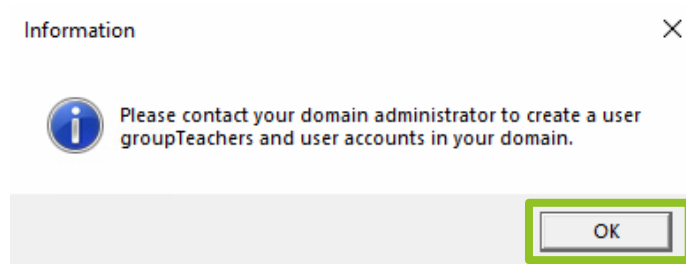 Information
Please contact your domain administrator to create a user
groupTeachers and user accounts in your domain.
OK